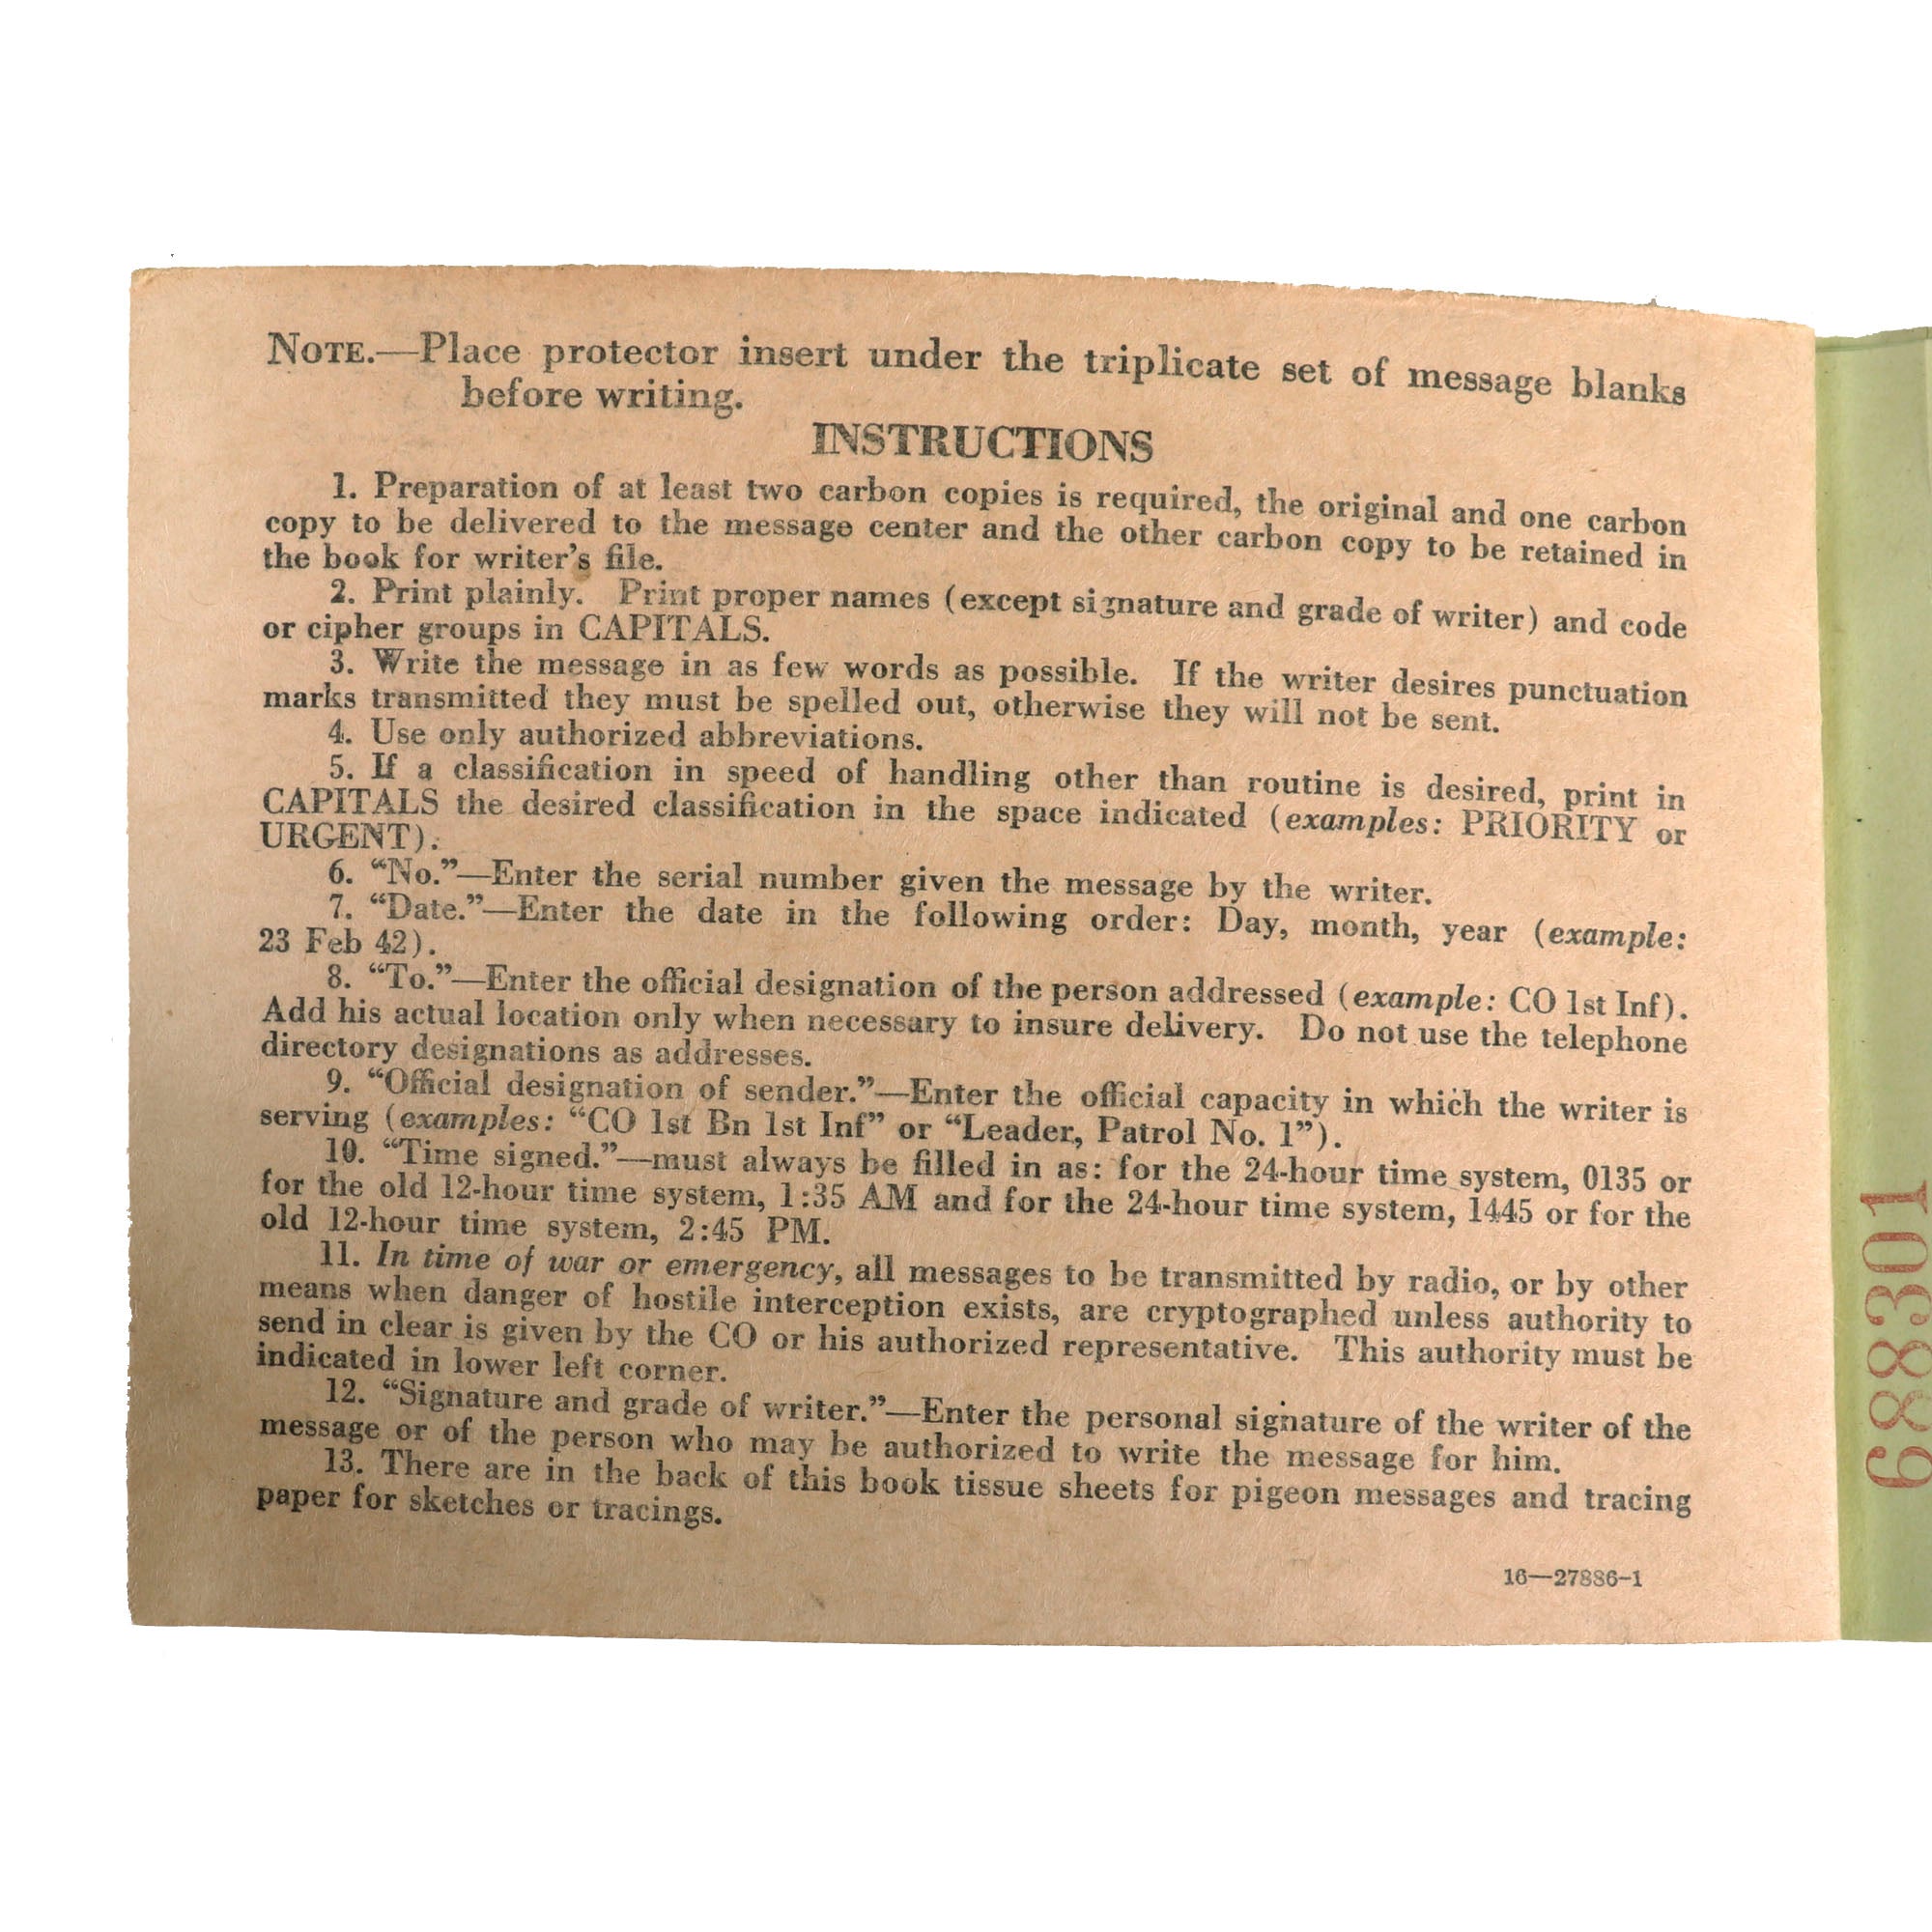 NOTE.—Place protector insert under the triplicate set of message blanks
before writing.
INSTRUCTIONS
1. Preparation of at least two carbon copies is required, the original and one carbon
copy to be delivered to the message center and the other carbon copy to be retained in
the book for writer's file.
2. Print plainly. Print proper names (except signature and grade of writer) and code
or cipher groups in CAPITALS.
3. Write the message in as few words as possible. If the writer desires punctuation
marks transmitted they must be spelled out, otherwise they will not be sent.
4. Use only authorized abbreviations.
5. If a classification in speed of handling other than routine is desired, print in
CAPITALS the desired classification in the space indicated (examples: PRIORITY or
URGENT).
6. “No.”—Enter the serial number given the message by the writer.
7. “Date.”—Enter the date in the following order: Day, month, year (example:
23 Feb 42).
8. “To.”—Enter the official designation of the person addressed (example: CO 1st Inf).
Add his actual location only when necessary to insure delivery. Do not use the telephone
directory designations as addresses.
9. “Official designation of sender.”—Enter the official capacity in which the writer is
serving (examples: “CO 1st Bn 1st Inf” or “Leader, Patrol No. 1”).
10. “Time signed.”—must always be filled in as: for the 24-hour time system, 0135 or
for the old 12-hour time system, 1:35 AM and for the 24-hour time system, 1445 or for the
old 12-hour time system, 2:45 PM.
11. In time of war or emergency, all messages to be transmitted by radio, or by other
means when danger of hostile interception exists, are cryptographed unless authority to
send in clear is given by the CO or his authorized representative. This authority must be
indicated in lower left corner.
12. “Signature and grade of writer.”—Enter the personal signature of the writer of the
message or of the person who may be authorized to write the message for him.
13. There are in the back of this book tissue sheets for pigeon messages and tracing
paper for sketches or tracings.
16—27886-1
688301